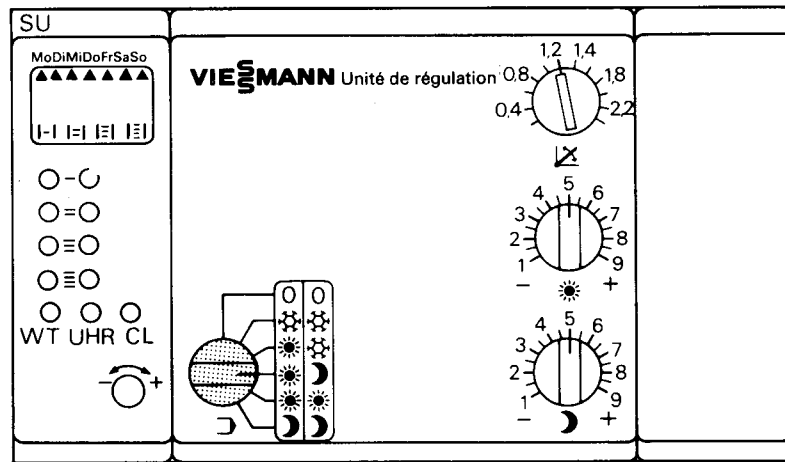 SU
MoDiMiDoFrSaSo
VIESSMANN Unité de régulation
0,4 0,8 1,2 1,4 1,8 2,2
1 2 3 4 5 6 7 8 9
- +
0 0
WT UHR CL
- +
1 2 3 4 5 6 7 8 9
- +